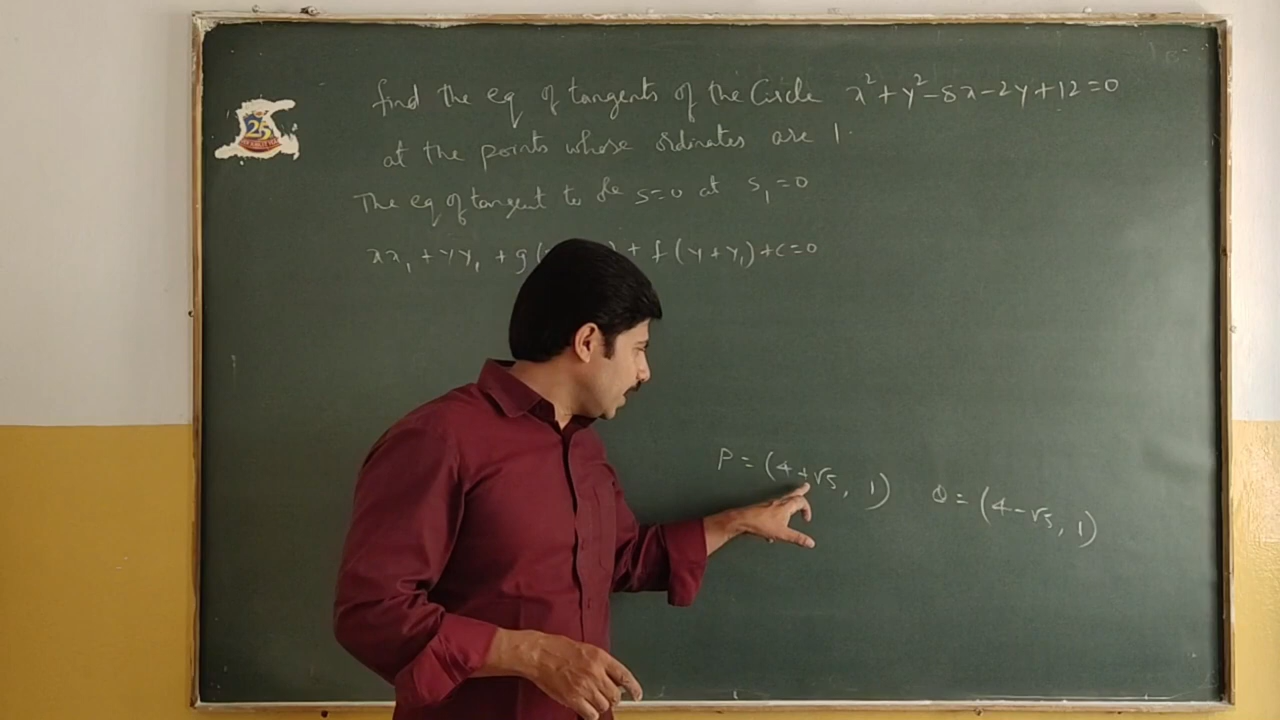 find the eq of tangents of the Circle x²+y²-8x-2y+12=0
at the points whose ordinates are 1.
The eq of tangent to the s=0 at s₁=0
xx₁ + yy₁ + g( ) + f(y+y₁)+c=0
P = (4+√5, 1) Q = (4-√5, 1)
25